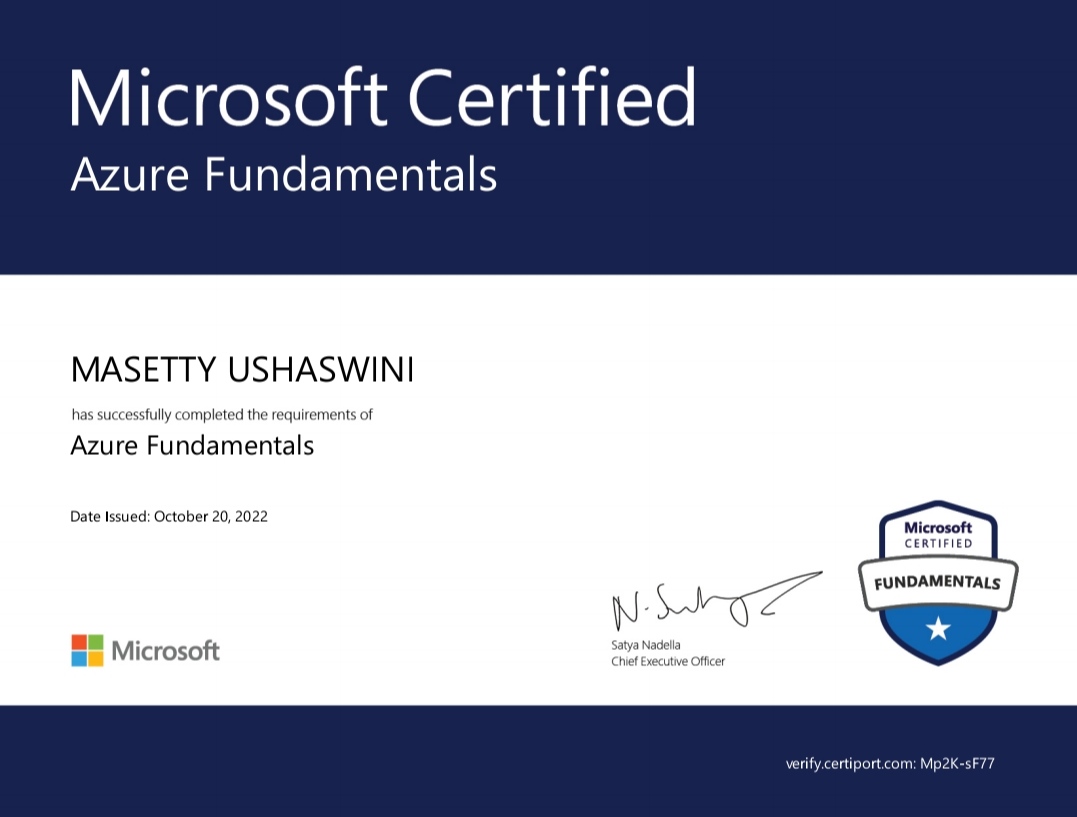 Microsoft Certified
Azure Fundamentals
MASETTY USHASWINI
has successfully completed the requirements of
Azure Fundamentals
Date Issued: October 20, 2022
Microsoft
CERTIFIED
FUNDAMENTALS
N. Satya
Satya Nadella
Chief Executive Officer
Microsoft
verify.certiport.com: Mp2K-sF77